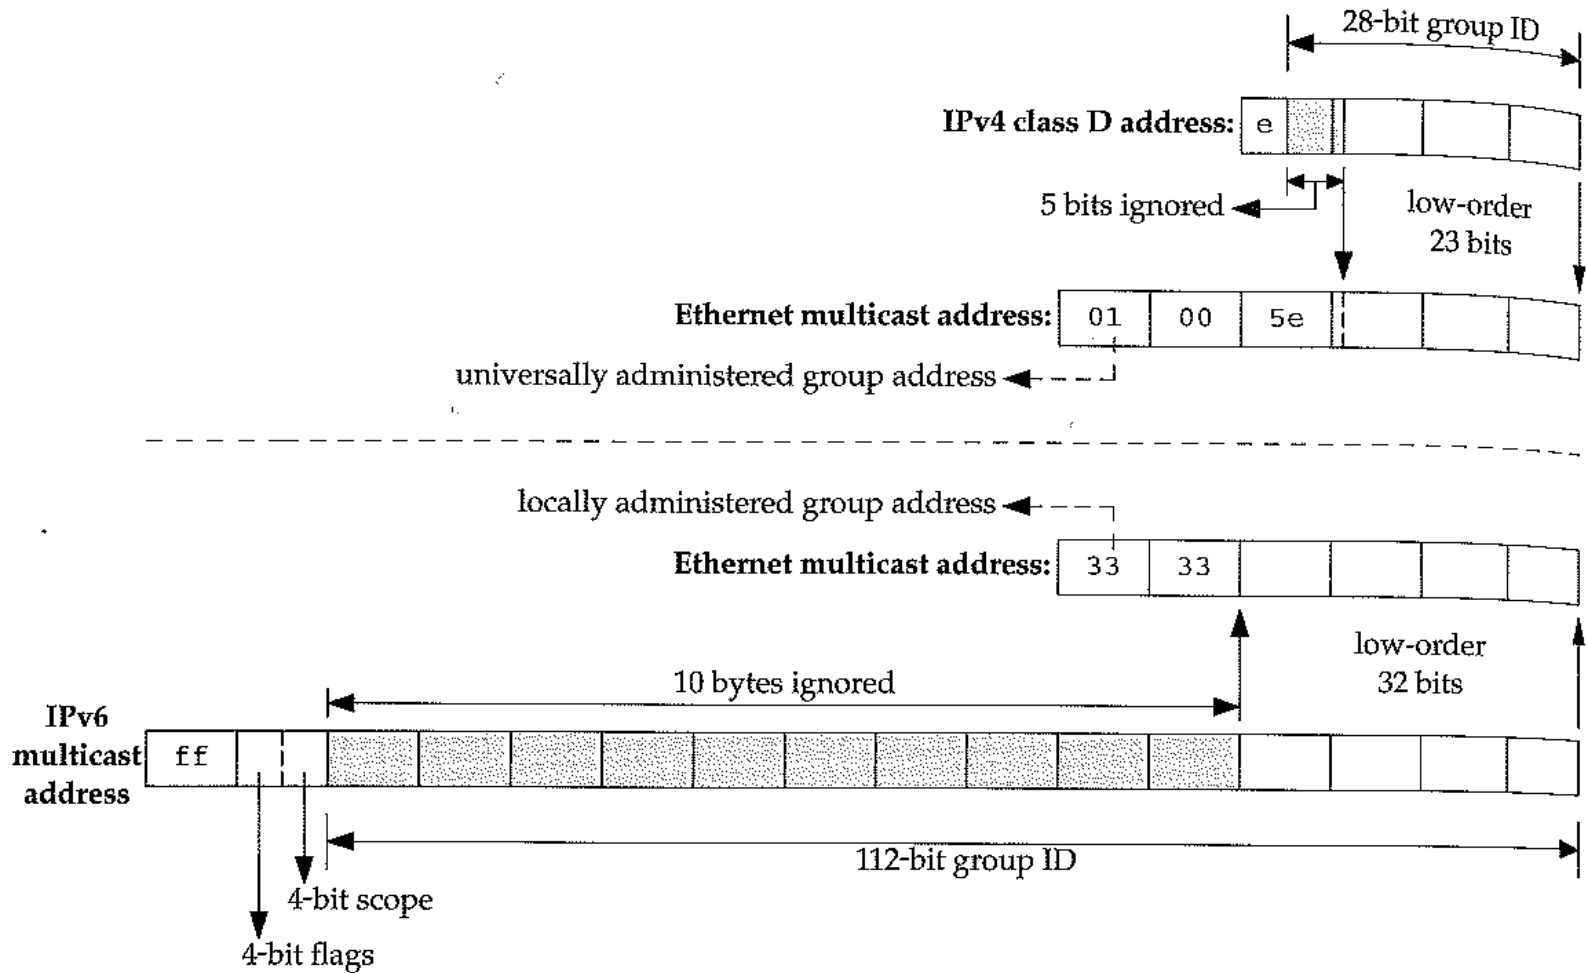 28-bit group ID
IPv4 class D address: e
5 bits ignored
low-order
23 bits
Ethernet multicast address: 01 00 5e
universally administered group address
locally administered group address
Ethernet multicast address: 33 33
low-order
32 bits
10 bytes ignored
IPv6
multicast
address
ff
112-bit group ID
4-bit scope
4-bit flags